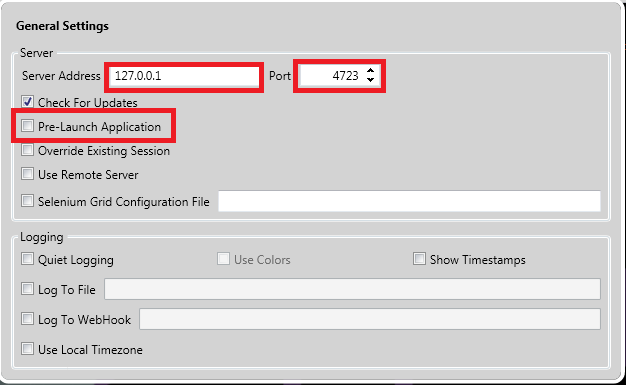 General Settings
Server
Server Address 127.0.0.1 Port 4723
Check For Updates
Pre-Launch Application
Override Existing Session
Use Remote Server
Selenium Grid Configuration File
Logging
Quiet Logging Use Colors Show Timestamps
Log To File
Log To WebHook
Use Local Timezone